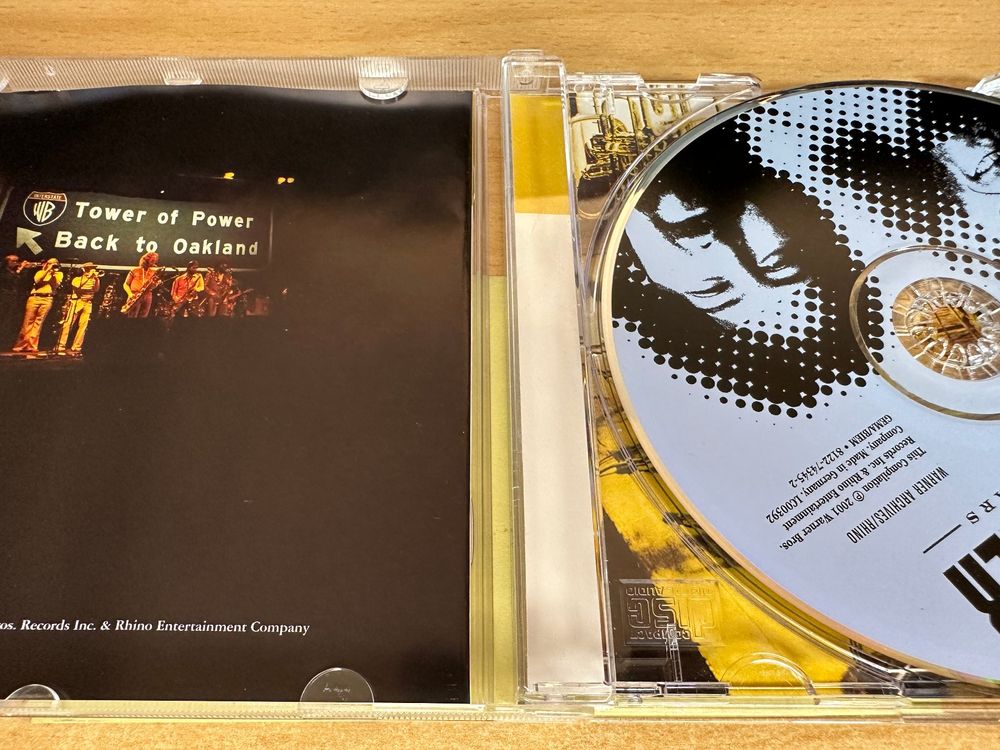 INTERSTATE
WB
Tower of Power
Back to Oakland
os. Records Inc. & Rhino Entertainment Company
WARNER ARCHIVES/RHINO
This Compilation ℗ 2001 Warner Bros.
Records Inc. & Rhino Entertainment
Company. Made in Germany. LC00392
GEMA/BIEM • 8122-74345-2
COMPACT
disc
DIGITAL AUDIO